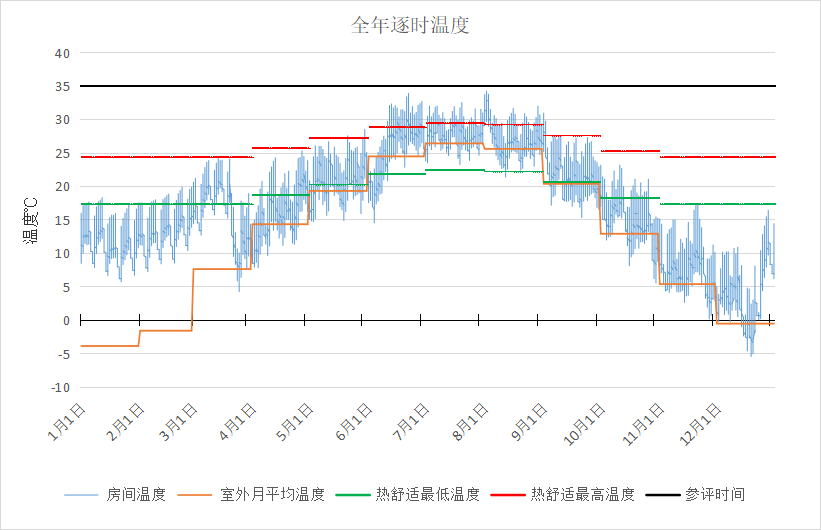 全年逐时温度
40
35
30
25
20
15
10
5
0
-5
-10
温度℃
1月1日
2月1日
3月1日
4月1日
5月1日
6月1日
7月1日
8月1日
9月1日
10月1日
11月1日
12月1日
房间温度 室外月平均温度 热舒适最低温度 热舒适最高温度 参评时间